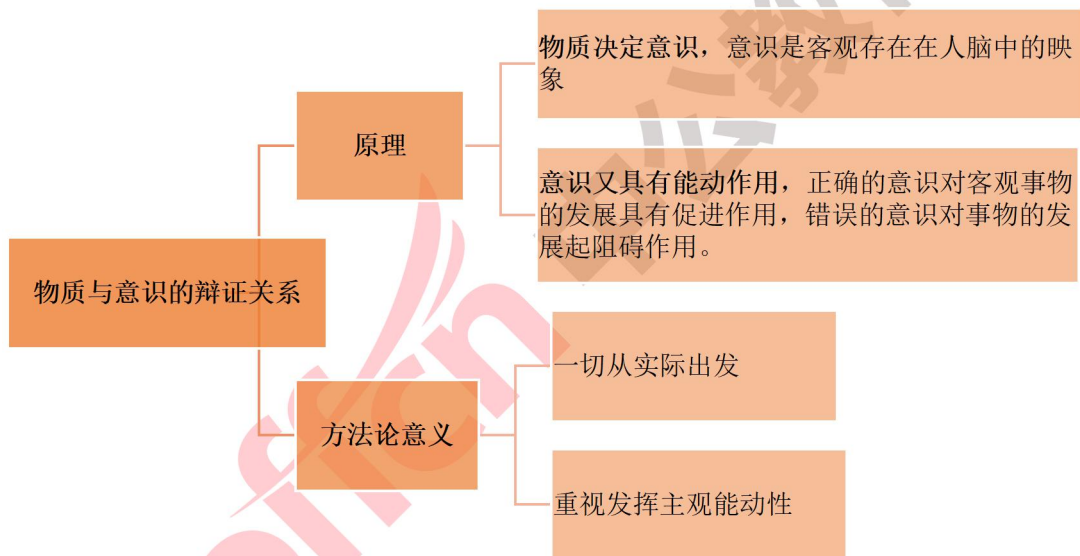 物质决定意识，意识是客观存在在人脑中的映
象
原理
意识又具有能动作用，正确的意识对客观事物
的发展具有促进作用，错误的意识对事物的发
展起阻碍作用。
物质与意识的辩证关系
一切从实际出发
方法论意义
重视发挥主观能动性
offcn 中公教育